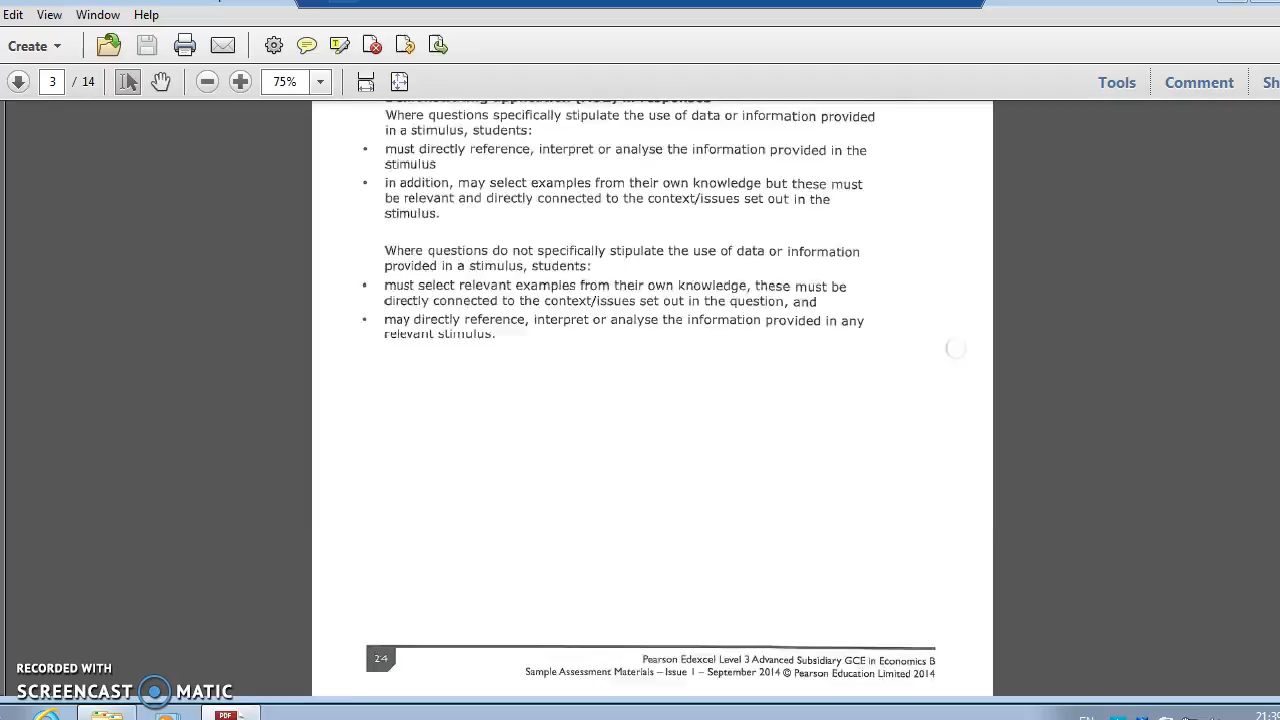 Edit View Window Help
Create
3 / 14 75% Tools Comment
Where questions specifically stipulate the use of data or information provided
in a stimulus, students:
• must directly reference, interpret or analyse the information provided in the
stimulus
• in addition, may select examples from their own knowledge but these must
be relevant and directly connected to the context/issues set out in the
stimulus.
Where questions do not specifically stipulate the use of data or information
provided in a stimulus, students:
• must select relevant examples from their own knowledge, these must be
directly connected to the context/issues set out in the question, and
• may directly reference, interpret or analyse the information provided in any
relevant stimulus.
24
Pearson Edexcel Level 3 Advanced Subsidiary GCE in Economics B
Sample Assessment Materials – Issue 1 – September 2014 © Pearson Education Limited 2014
RECORDED WITH
SCREENCAST MATIC
PDF